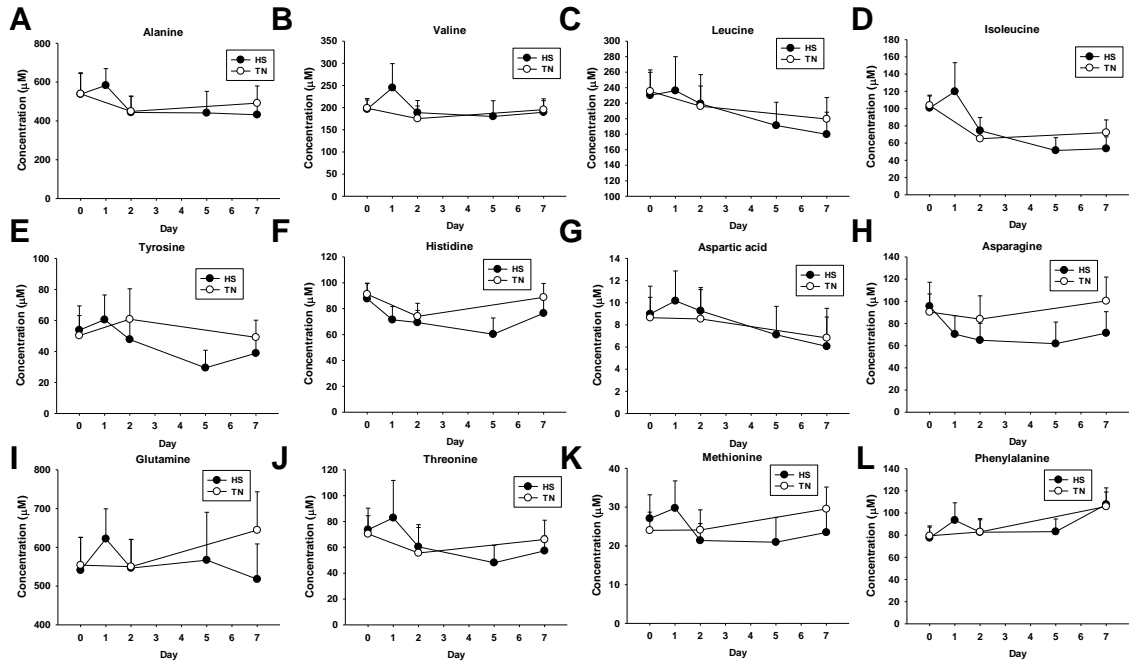 A
Alanine
HS
TN
Concentration (μM)
800
600
400
200
0
0 1 2 3 4 5 6 7
Day
B
Valine
HS
TN
Concentration (μM)
350
300
250
200
150
100
50
0
0 1 2 3 4 5 6 7
Day
C
Leucine
HS
TN
Concentration (μM)
300
280
260
240
220
200
180
160
140
120
100
0 1 2 3 4 5 6 7
Day
D
Isoleucine
HS
TN
Concentration (μM)
180
160
140
120
100
80
60
40
20
0
0 1 2 3 4 5 6 7
Day
E
Tyrosine
HS
TN
Concentration (μM)
100
80
60
40
20
0
0 1 2 3 4 5 6 7
Day
F
Histidine
HS
TN
Concentration (μM)
120
100
80
60
40
20
0
0 1 2 3 4 5 6 7
Day
G
Aspartic acid
HS
TN
Concentration (μM)
14
12
10
8
6
4
2
0
0 1 2 3 4 5 6 7
Day
H
Asparagine
HS
TN
Concentration (μM)
140
120
100
80
60
40
20
0
0 1 2 3 4 5 6 7
Day
I
Glutamine
HS
TN
Concentration (μM)
800
700
600
500
400
0 1 2 3 4 5 6 7
Day
J
Threonine
HS
TN
Concentration (μM)
120
100
80
60
40
20
0
0 1 2 3 4 5 6 7
Day
K
Methionine
HS
TN
Concentration (μM)
40
30
20
10
0
0 1 2 3 4 5 6 7
Day
L
Phenylalanine
HS
TN
Concentration (μM)
140
120
100
80
60
40
20
0
0 1 2 3 4 5 6 7
Day